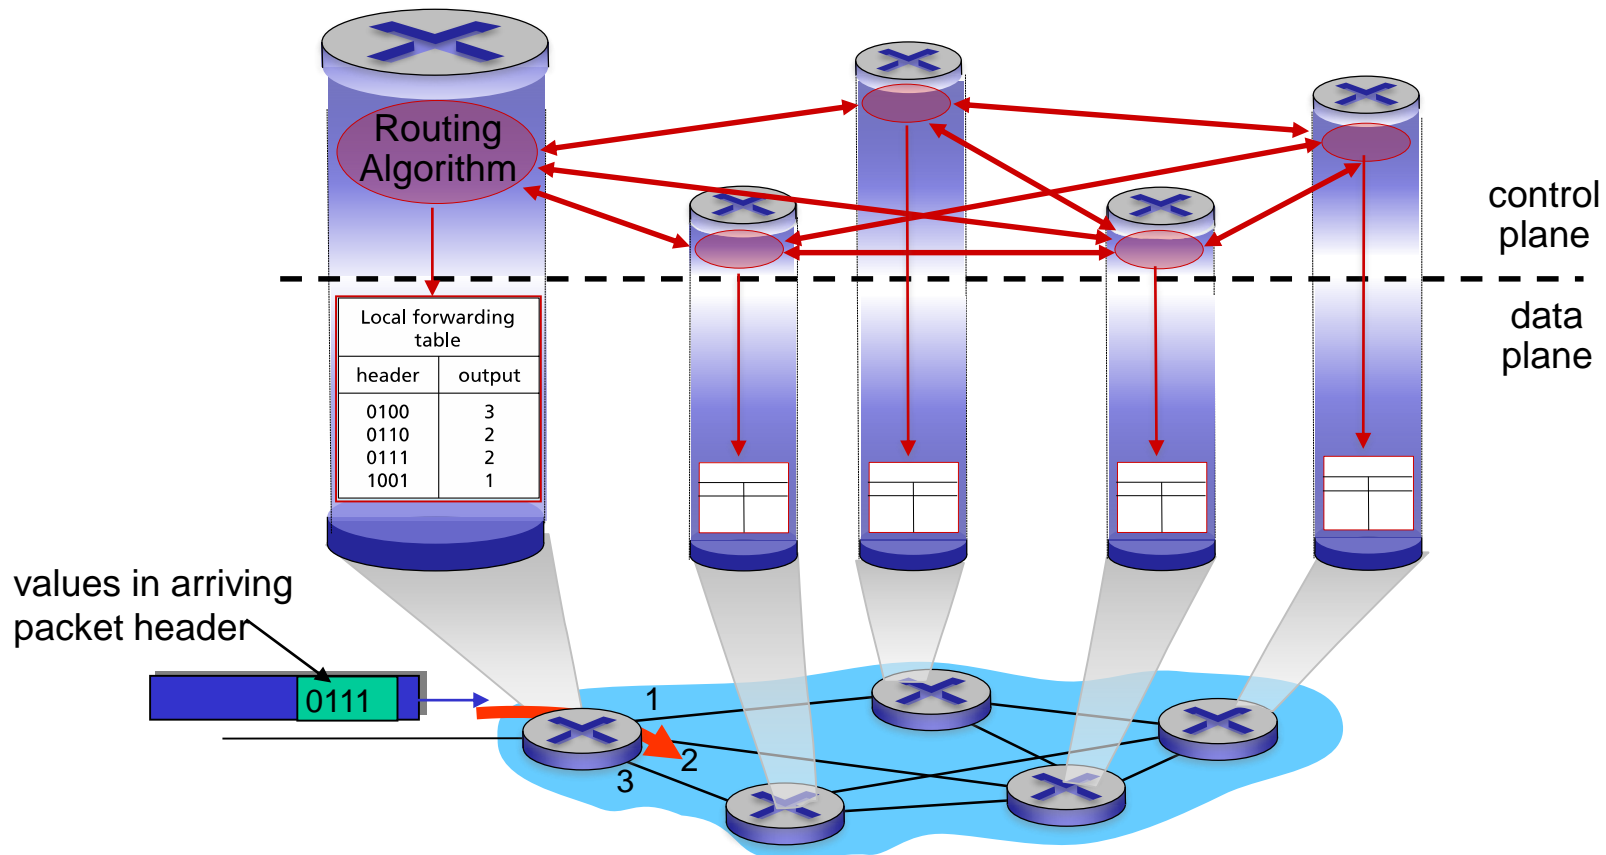 Routing
Algorithm
control
plane
data
plane
Local forwarding
table
header output
0100 3
0110 2
0111 2
1001 1
values in arriving
packet header
0111
1
2
3